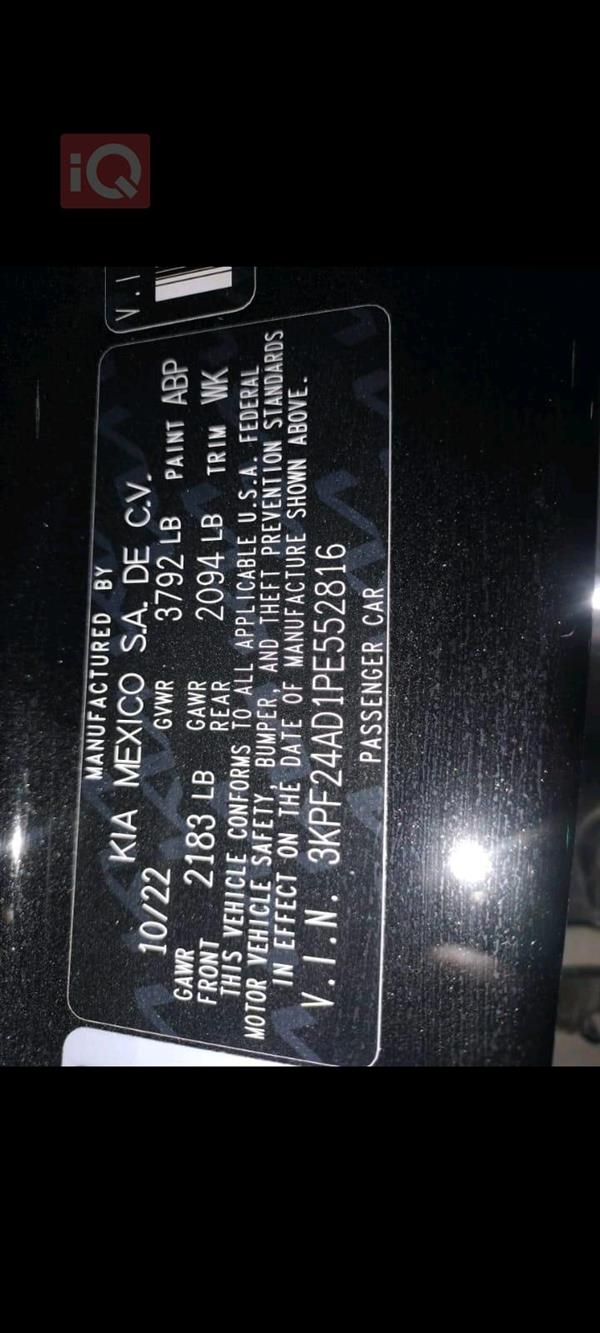 iQ
V.I
MANUFACTURED BY
KIA MEXICO S.A. DE C.V.
10/22 GVWR 3792 LB PAINT ABP
GAWR FRONT 2183 LB GAWR REAR 2094 LB TRIM WK
THIS VEHICLE CONFORMS TO ALL APPLICABLE U.S.A. FEDERAL
MOTOR VEHICLE SAFETY, BUMPER, AND THEFT PREVENTION STANDARDS
IN EFFECT ON THE DATE OF MANUFACTURE SHOWN ABOVE.
V.I.N. 3KPF24AD1PE552816
PASSENGER CAR